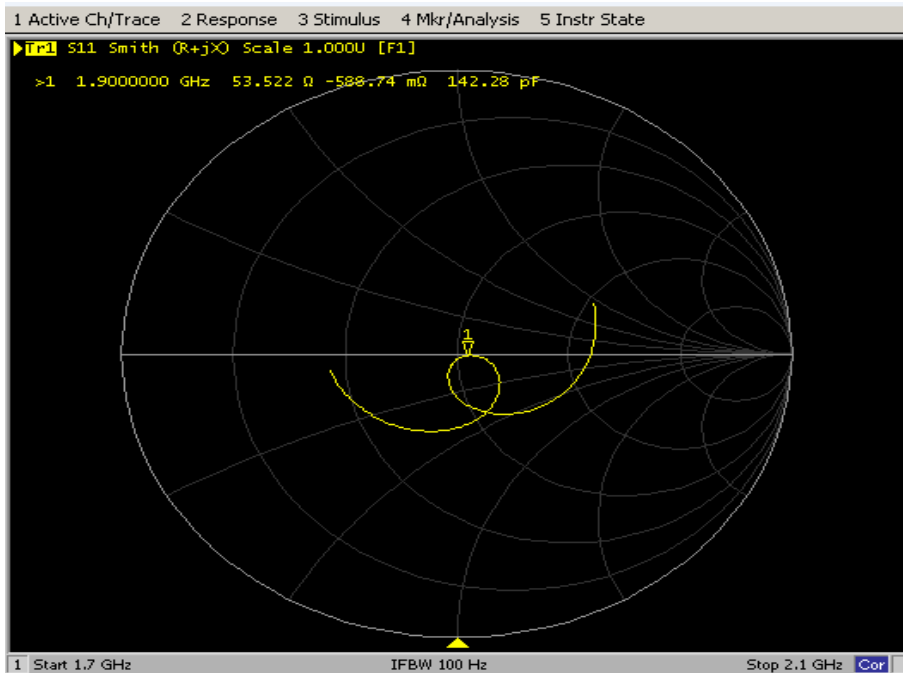 1 Active Ch/Trace 2 Response 3 Stimulus 4 Mkr/Analysis 5 Instr State
Tr1 S11 Smith (R+jX) Scale 1.000U [F1]
>1 1.9000000 GHz 53.522 Ω -588.74 mΩ 142.28 pF
1
1 Start 1.7 GHz IFBW 100 Hz Stop 2.1 GHz Cor